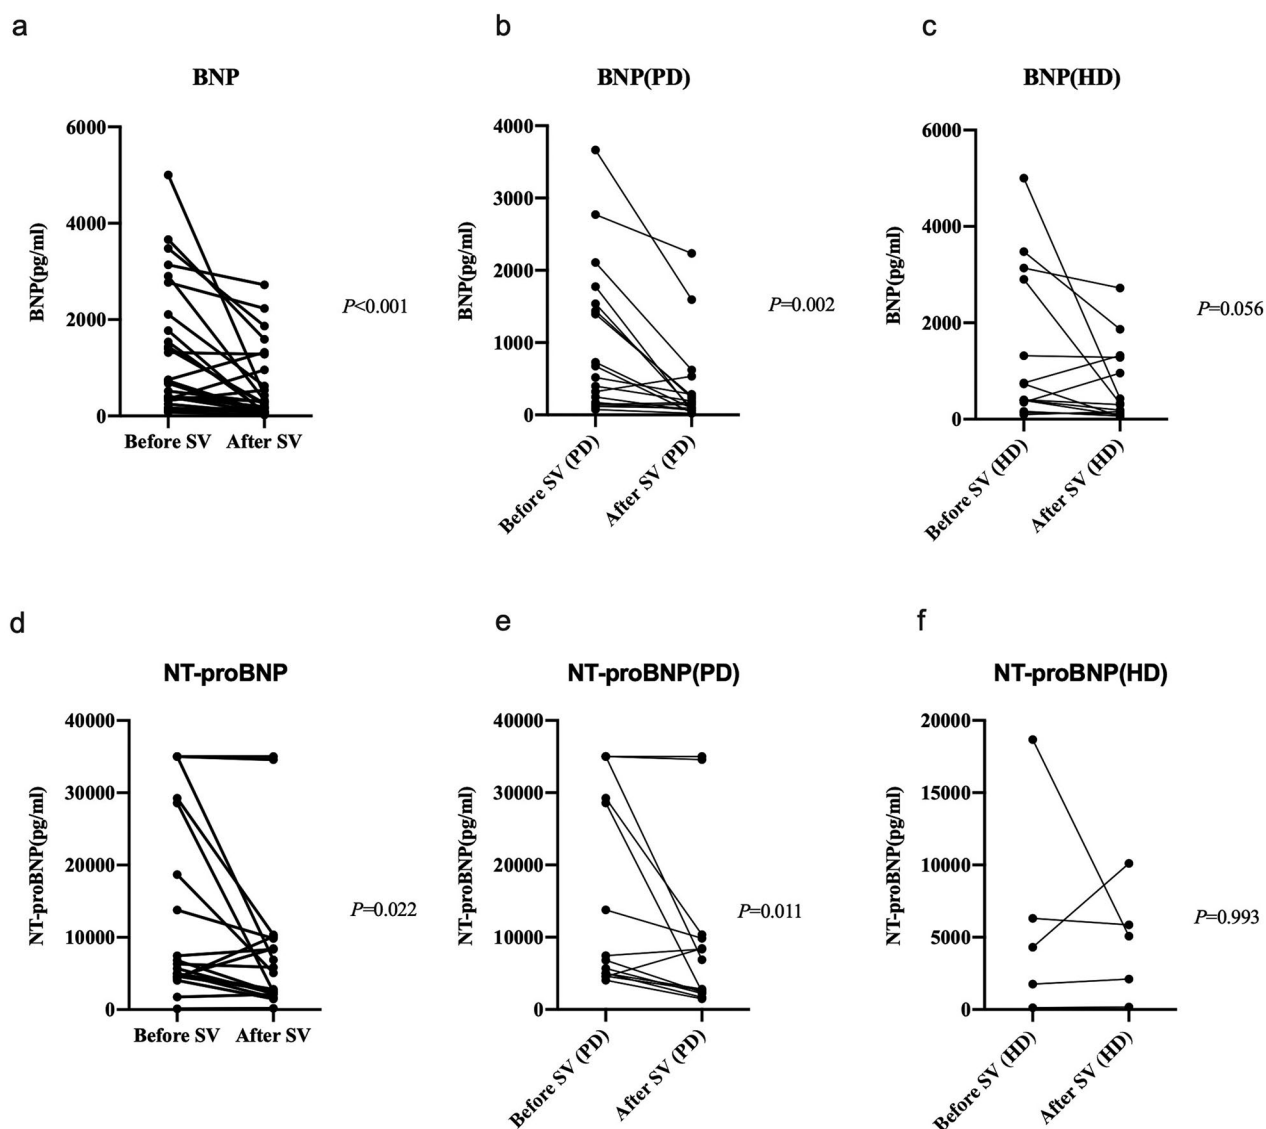 a
BNP
BNP(pg/ml)
6000
4000
2000
0
Before SV
After SV
P<0.001
b
BNP(PD)
BNP(pg/ml)
4000
3000
2000
1000
0
Before SV (PD)
After SV (PD)
P=0.002
c
BNP(HD)
BNP(pg/ml)
6000
4000
2000
0
Before SV (HD)
After SV (HD)
P=0.056
d
NT-proBNP
NT-proBNP(pg/ml)
40000
30000
20000
10000
0
Before SV
After SV
P=0.022
e
NT-proBNP(PD)
NT-proBNP(pg/ml)
40000
30000
20000
10000
0
Before SV (PD)
After SV (PD)
P=0.011
f
NT-proBNP(HD)
NT-proBNP(pg/ml)
20000
15000
10000
5000
0
Before SV (HD)
After SV (HD)
P=0.993